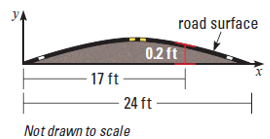 y
road surface
0.2 ft
x
17 ft
24 ft
Not drawn to scale